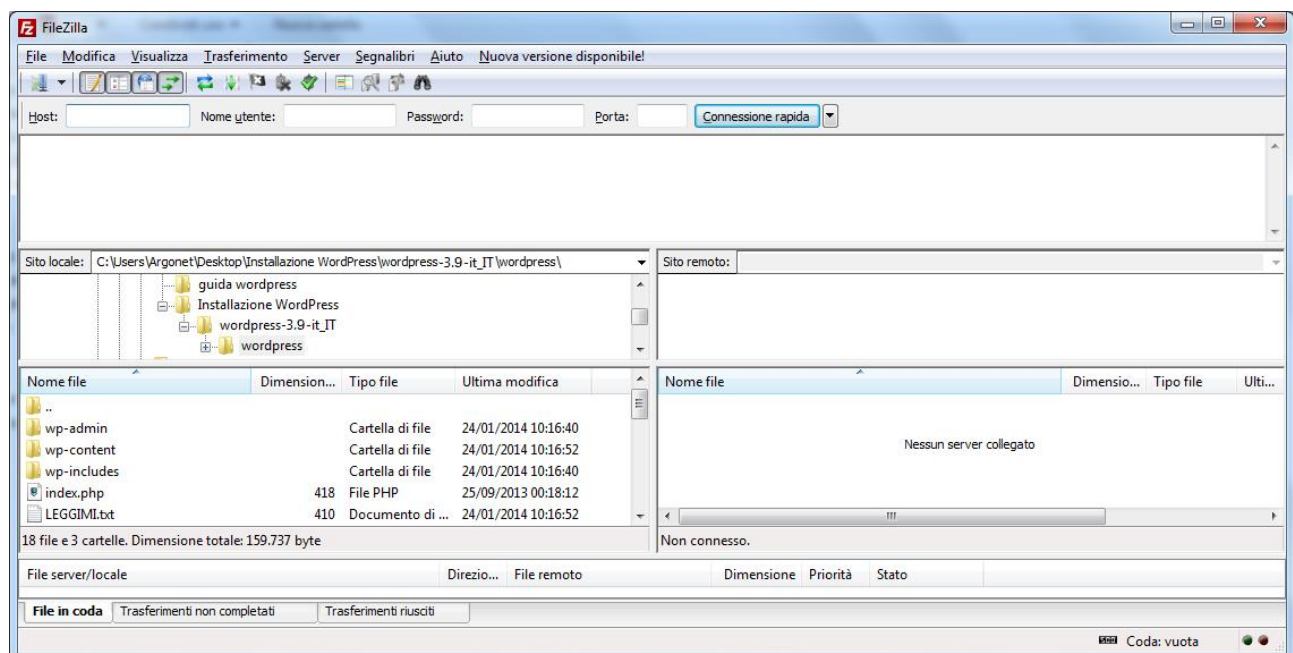 FileZilla
File Modifica Visualizza Trasferimento Server Segnalibri Aiuto Nuova versione disponibile!
Host: Nome utente: Password: Porta: Connessione rapida
Sito locale: C:\Users\Argonet\Desktop\Installazione WordPress\wordpress-3.9-it_IT\wordpress\ Sito remoto:
guida wordpress
Installazione WordPress
wordpress-3.9-it_IT
wordpress
Nome file Dimension... Tipo file Ultima modifica Nome file Dimensio... Tipo file Ulti...
..
wp-admin Cartella di file 24/01/2014 10:16:40
wp-content Cartella di file 24/01/2014 10:16:52
Nessun server collegato
wp-includes Cartella di file 24/01/2014 10:16:40
index.php 418 File PHP 25/09/2013 00:18:12
LEGGIMI.txt 410 Documento di ... 24/01/2014 10:16:52
18 file e 3 cartelle. Dimensione totale: 159.737 byte Non connesso.
File server/locale Direzio... File remoto Dimensione Priorità Stato
File in coda Trasferimenti non completati Trasferimenti riusciti
Coda: vuota